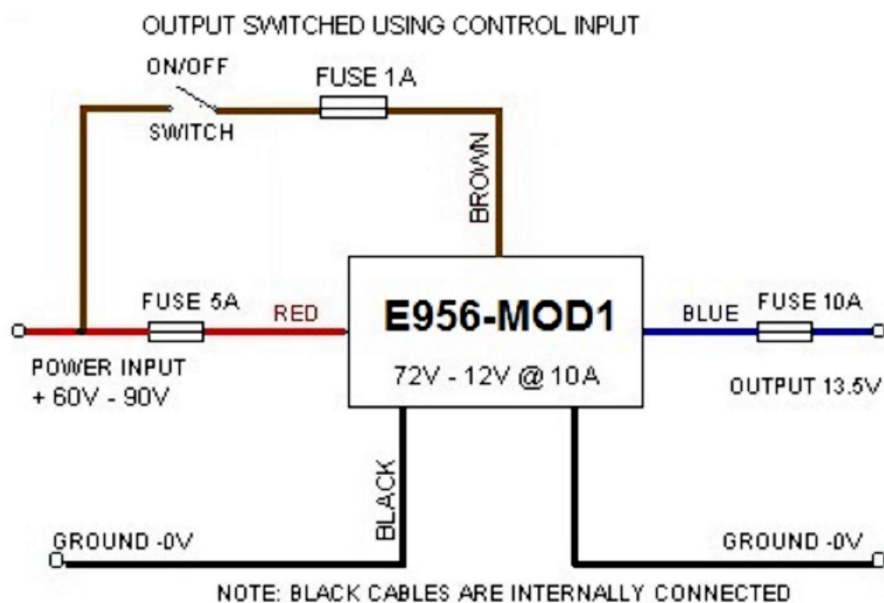 OUTPUT SWITCHED USING CONTROL INPUT
ON/OFF
SWITCH
FUSE 1A
BROWN
FUSE 5A
RED
E956-MOD1
72V - 12V @ 10A
BLUE
FUSE 10A
POWER INPUT
+ 60V - 90V
OUTPUT 13.5V
BLACK
GROUND -0V
GROUND -0V
NOTE: BLACK CABLES ARE INTERNALLY CONNECTED